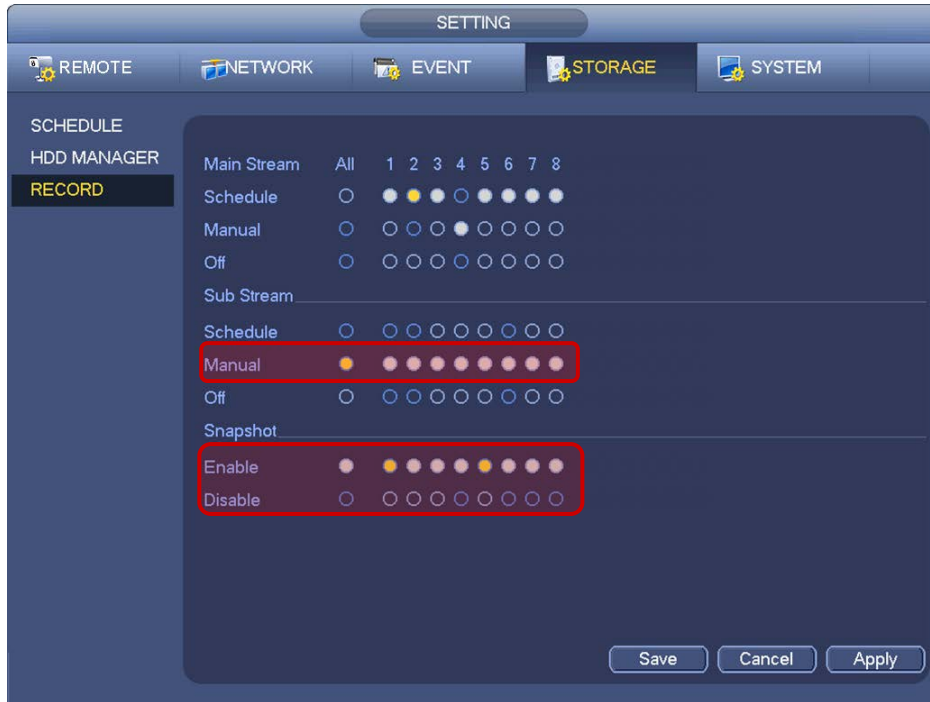 SETTING
REMOTE NETWORK EVENT STORAGE SYSTEM
SCHEDULE
HDD MANAGER
RECORD
Main Stream All 1 2 3 4 5 6 7 8
Schedule
Manual
Off
Sub Stream
Schedule
Manual
Off
Snapshot
Enable
Disable
Save Cancel Apply